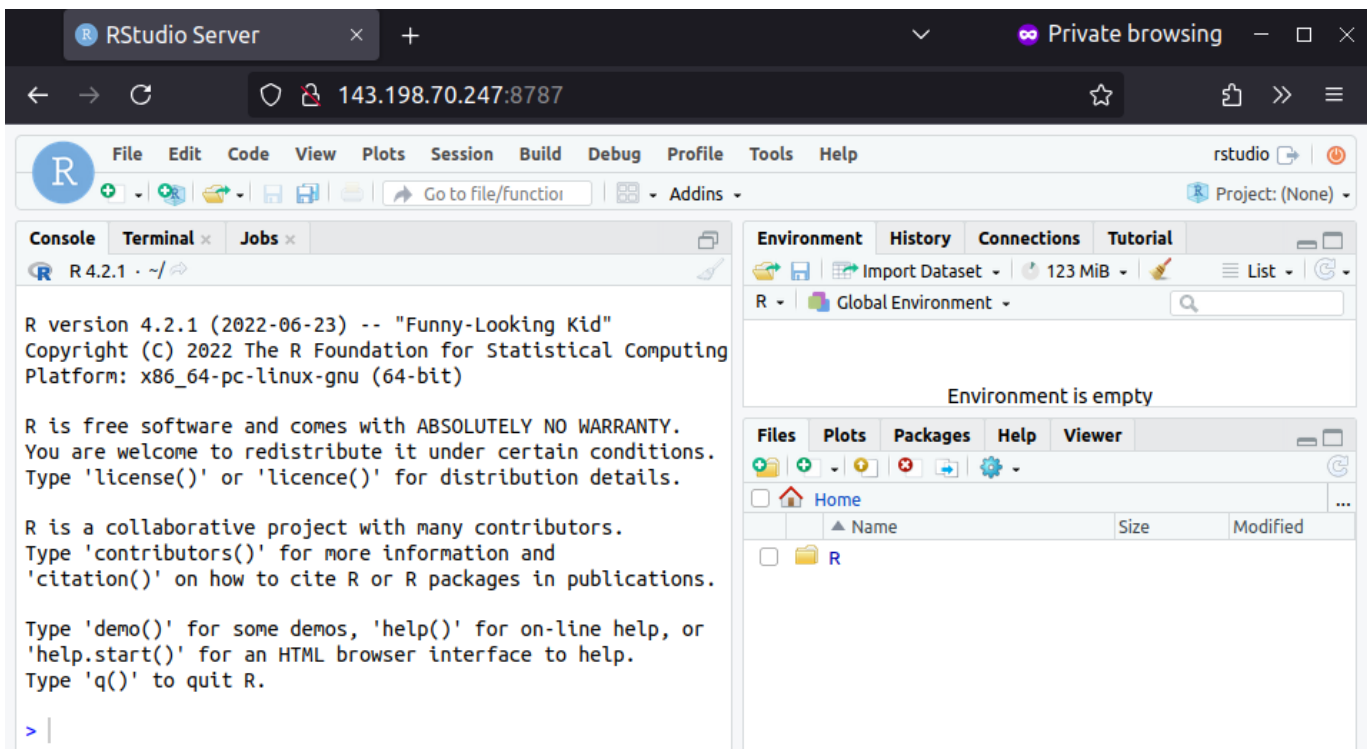 RStudio Server
Private browsing
143.198.70.247:8787
R
File Edit Code View Plots Session Build Debug Profile Tools Help
rstudio
Go to file/function
Addins
Project: (None)
Console Terminal Jobs
R 4.2.1 · ~/
R version 4.2.1 (2022-06-23) -- "Funny-Looking Kid"
Copyright (C) 2022 The R Foundation for Statistical Computing
Platform: x86_64-pc-linux-gnu (64-bit)
R is free software and comes with ABSOLUTELY NO WARRANTY.
You are welcome to redistribute it under certain conditions.
Type 'license()' or 'licence()' for distribution details.
R is a collaborative project with many contributors.
Type 'contributors()' for more information and
'citation()' on how to cite R or R packages in publications.
Type 'demo()' for some demos, 'help()' for on-line help, or
'help.start()' for an HTML browser interface to help.
Type 'q()' to quit R.
>
Environment History Connections Tutorial
Import Dataset 123 MiB List
R Global Environment
Environment is empty
Files Plots Packages Help Viewer
Home ...
Name Size Modified
R